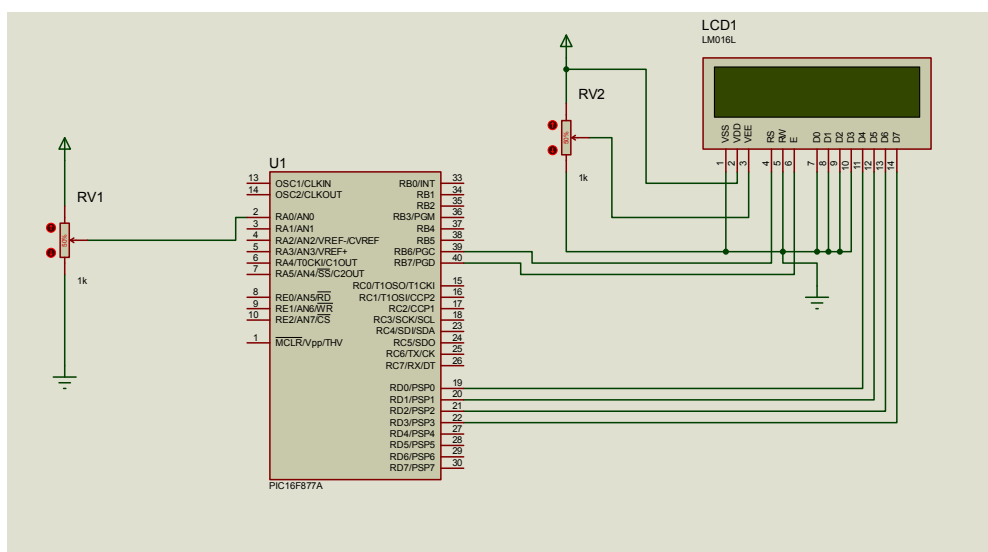 LCD1
LM016L
VSS
VDD
VEE
RS
RW
E
D0
D1
D2
D3
D4
D5
D6
D7
1
2
3
4
5
6
7
8
9
10
11
12
13
14
RV2
50%
1k
RV1
50%
1k
U1
13 OSC1/CLKIN RB0/INT 33
14 OSC2/CLKOUT RB1 34
RB2 35
2 RA0/AN0 RB3/PGM 36
3 RA1/AN1 RB4 37
4 RA2/AN2/VREF-/CVREF RB5 38
5 RA3/AN3/VREF+ RB6/PGC 39
6 RA4/T0CKI/C1OUT RB7/PGD 40
7 RA5/AN4/SS/C2OUT
RC0/T1OSO/T1CKI 15
8 RE0/AN5/RD RC1/T1OSI/CCP2 16
9 RE1/AN6/WR RC2/CCP1 17
10 RE2/AN7/CS RC3/SCK/SCL 18
RC4/SDI/SDA 23
1 MCLR/Vpp/THV RC5/SDO 24
RC6/TX/CK 25
RC7/RX/DT 26
RD0/PSP0 19
RD1/PSP1 20
RD2/PSP2 21
RD3/PSP3 22
RD4/PSP4 27
RD5/PSP5 28
RD6/PSP6 29
RD7/PSP7 30
PIC16F877A